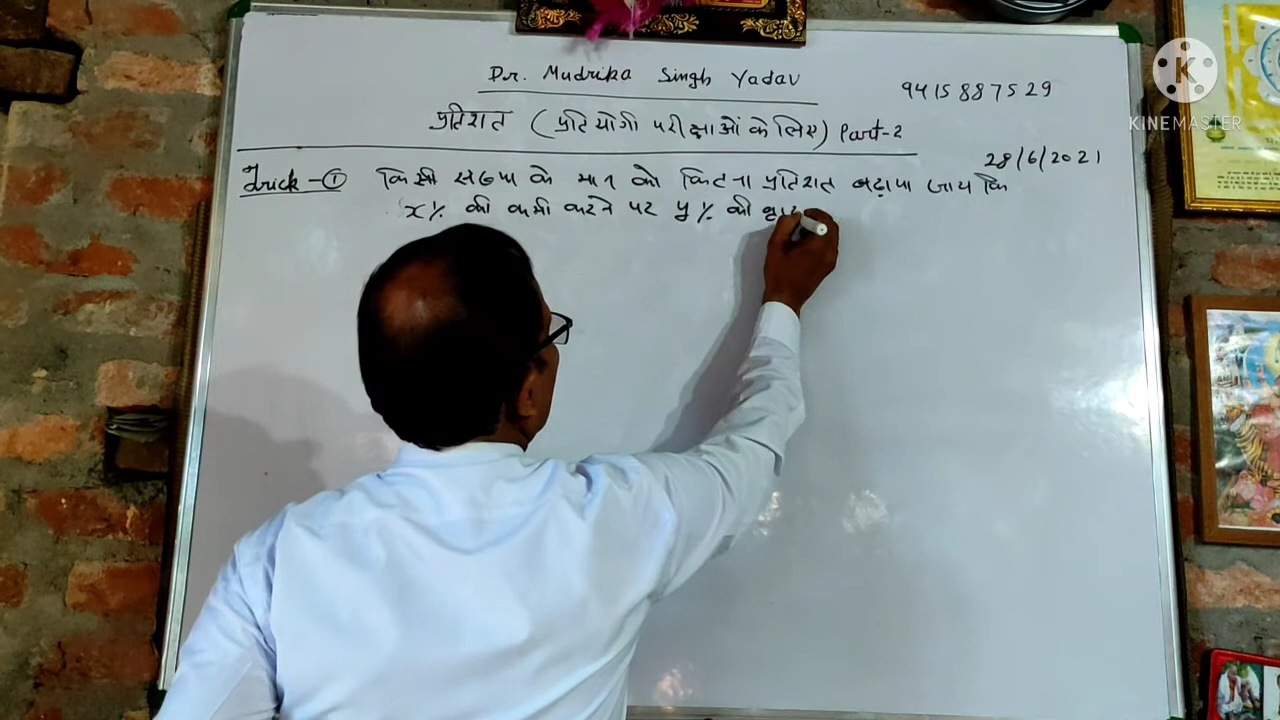 Dr. Mudrika Singh Yadav
9415887529
प्रतिशत (प्रतियोगी परीक्षाओं के लिए) Part-2
28/6/2021
Trick-① किसी संख्या के मान को कितना प्रतिशत बढ़ाया जाय कि
x% की कमी करने पर y% की
KINEMASTER